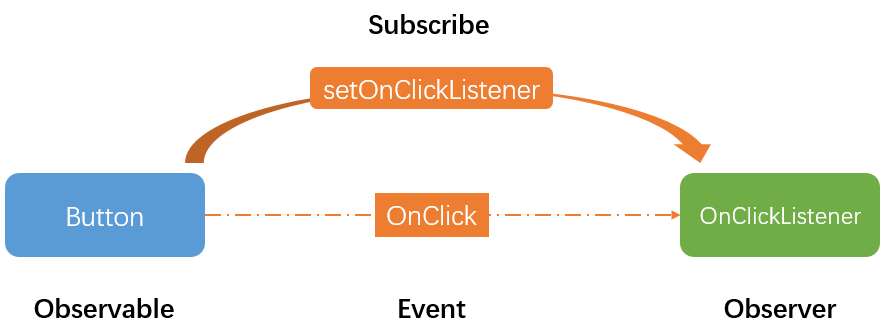 Subscribe
setOnClickListener
Button
OnClick
OnClickListener
Observable
Event
Observer